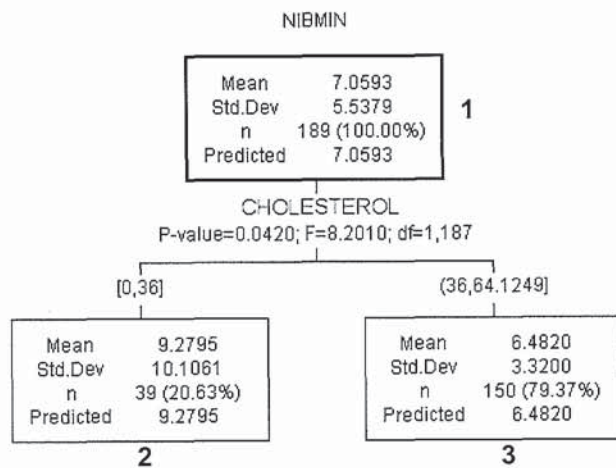 NIBMIN
Mean 7.0593
Std.Dev 5.5379
n 189 (100.00%)
Predicted 7.0593
1
CHOLESTEROL
P-value=0.0420; F=8.2010; df=1,187
[0,36]
(36,64.1249]
Mean 9.2795
Std.Dev 10.1061
n 39 (20.63%)
Predicted 9.2795
2
Mean 6.4820
Std.Dev 3.3200
n 150 (79.37%)
Predicted 6.4820
3